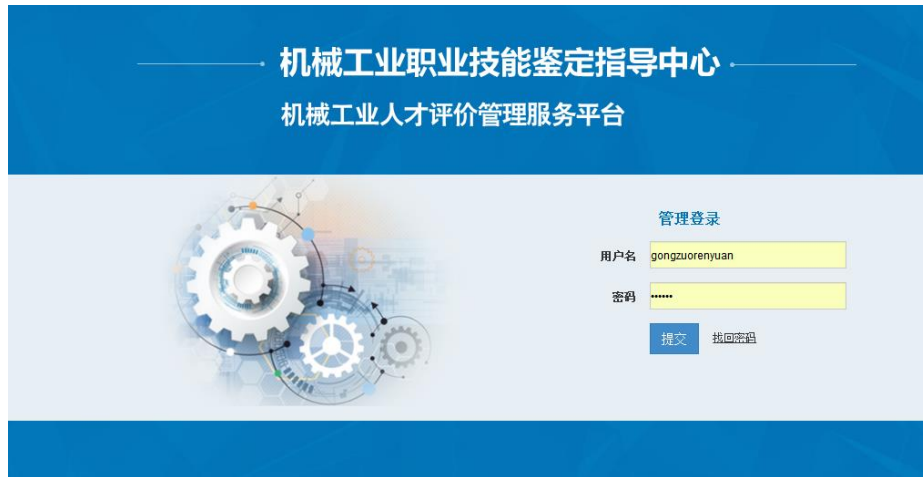 机械工业职业技能鉴定指导中心
机械工业人才评价管理服务平台
管理登录
用户名 gongzuorenyuan
密码 ••••••
提交 找回密码